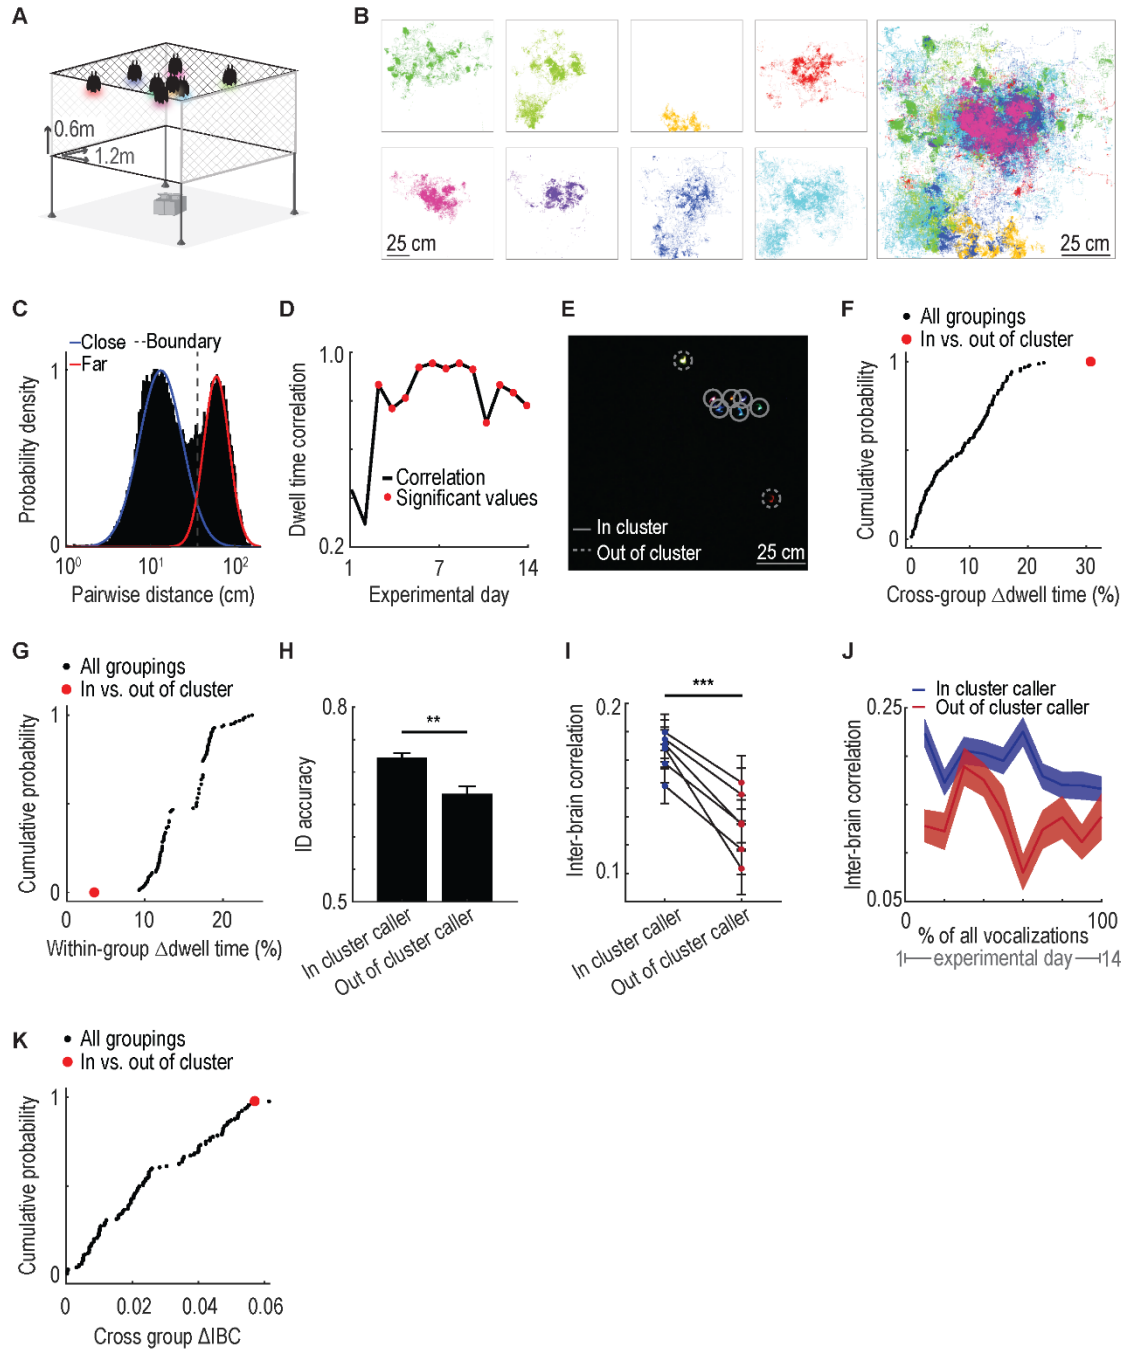 A
0.6m
1.2m
B
25 cm
25 cm
C
Close
Boundary
Far
Probability density
1
0
10⁰
10¹
10²
Pairwise distance (cm)
D
Dwell time correlation
1.0
0.2
Correlation
Significant values
1
7
14
Experimental day
E
In cluster
Out of cluster
25 cm
F
All groupings
In vs. out of cluster
Cumulative probability
1
0
0
10
20
30
Cross-group Δdwell time (%)
G
All groupings
In vs. out of cluster
Cumulative probability
1
0
0
10
20
Within-group Δdwell time (%)
H
ID accuracy
0.8
0.5
**
In cluster caller
Out of cluster caller
I
Inter-brain correlation
0.2
0.1
***
In cluster caller
Out of cluster caller
J
In cluster caller
Out of cluster caller
Inter-brain correlation
0.25
0.05
0
100
% of all vocalizations
1
experimental day
14
K
All groupings
In vs. out of cluster
Cumulative probability
1
0
0
0.02
0.04
0.06
Cross group ΔIBC